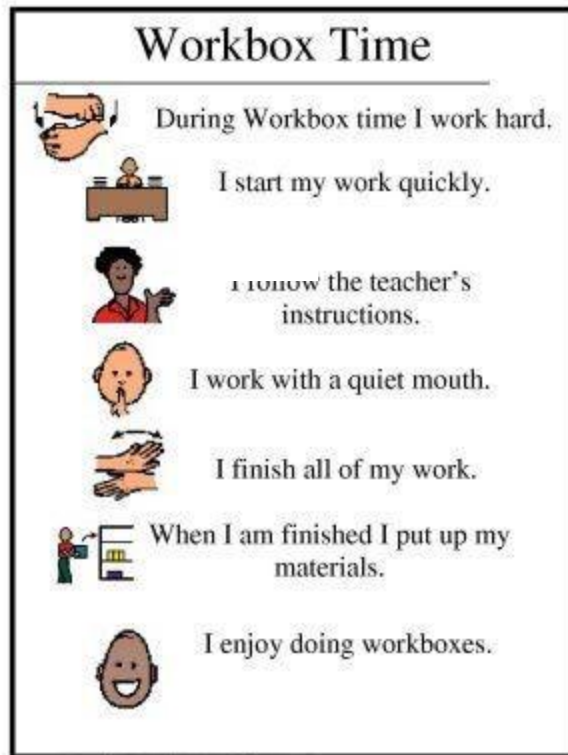 Workbox Time
During Workbox time I work hard.
I start my work quickly.
I follow the teacher's
instructions.
I work with a quiet mouth.
I finish all of my work.
When I am finished I put up my
materials.
I enjoy doing workboxes.